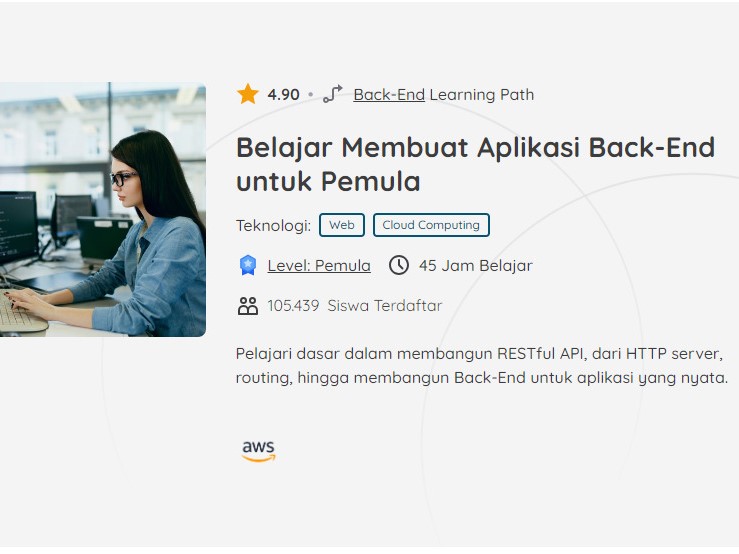 4.90 • Back-End Learning Path
Belajar Membuat Aplikasi Back-End
untuk Pemula
Teknologi: Web Cloud Computing
Level: Pemula 45 Jam Belajar
105.439 Siswa Terdaftar
Pelajari dasar dalam membangun RESTful API, dari HTTP server,
routing, hingga membangun Back-End untuk aplikasi yang nyata.
aws